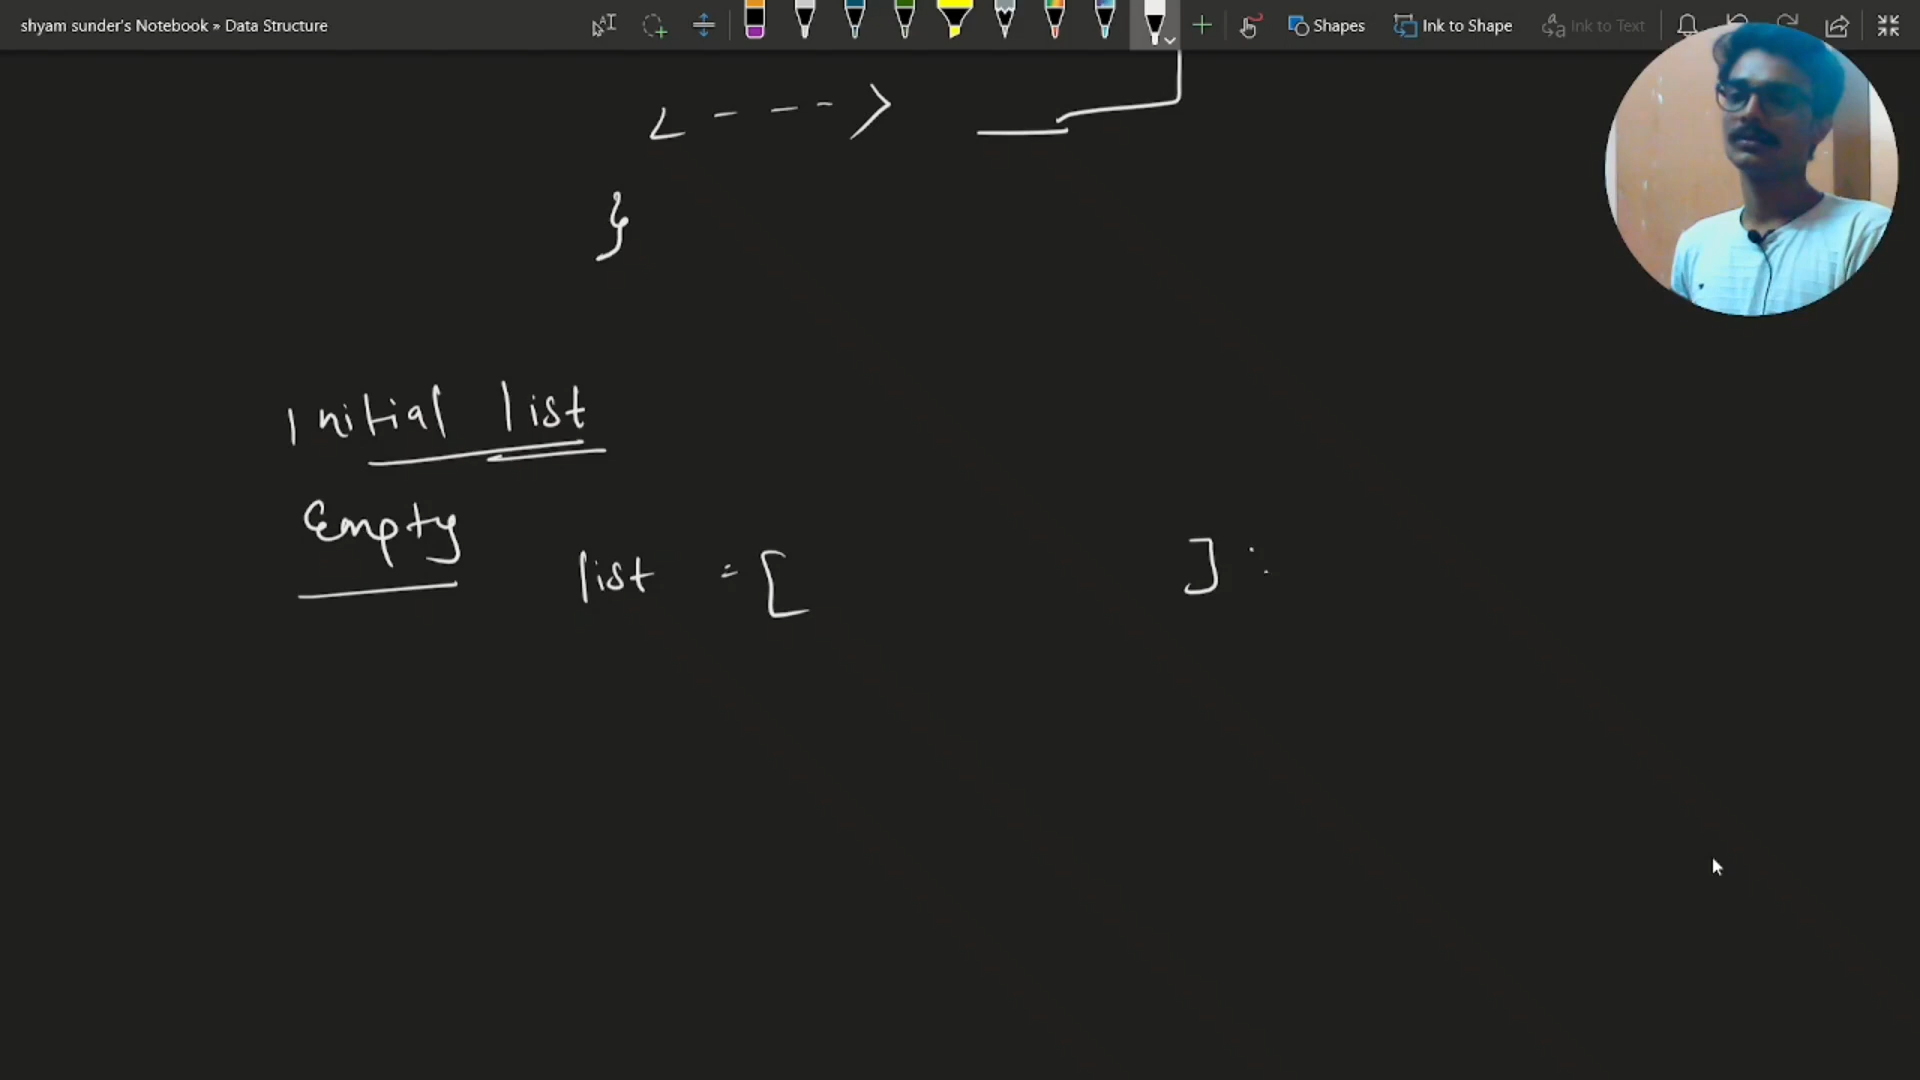 shyam sunder's Notebook » Data Structure
Shapes
Ink to Shape
Ink to Text
< - - - >
}
Initial list
Empty
list = [ ] :